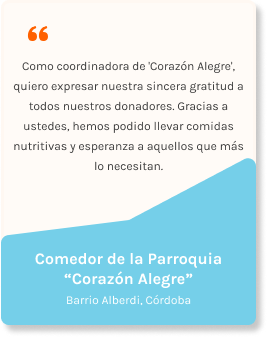 “
Como coordinadora de 'Corazón Alegre',
quiero expresar nuestra sincera gratitud a
todos nuestros donadores. Gracias a
ustedes, hemos podido llevar comidas
nutritivas y esperanza a aquellos que más
lo necesitan.
Comedor de la Parroquia
“Corazón Alegre”
Barrio Alberdi, Córdoba